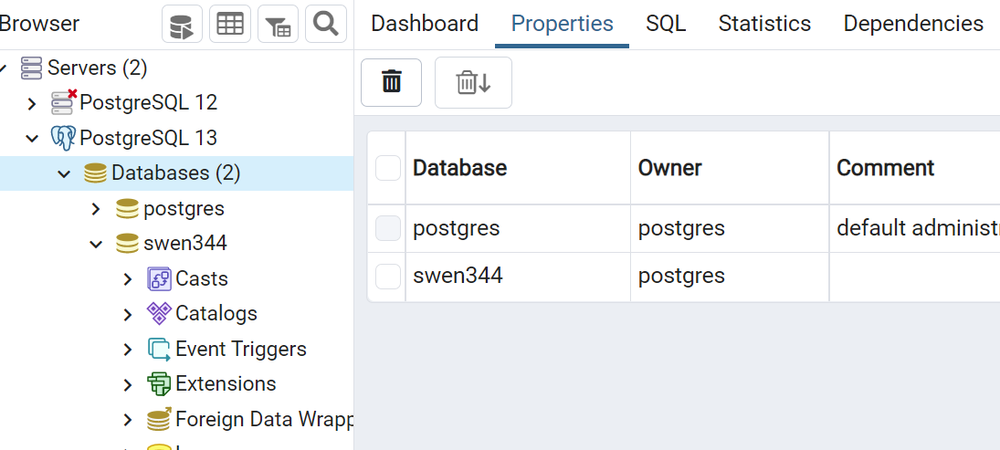 Browser
Dashboard Properties SQL Statistics Dependencies
Servers (2)
PostgreSQL 12
PostgreSQL 13
Databases (2)
postgres
swen344
Casts
Catalogs
Event Triggers
Extensions
Foreign Data Wrapp
Database Owner Comment
postgres postgres default administr
swen344 postgres